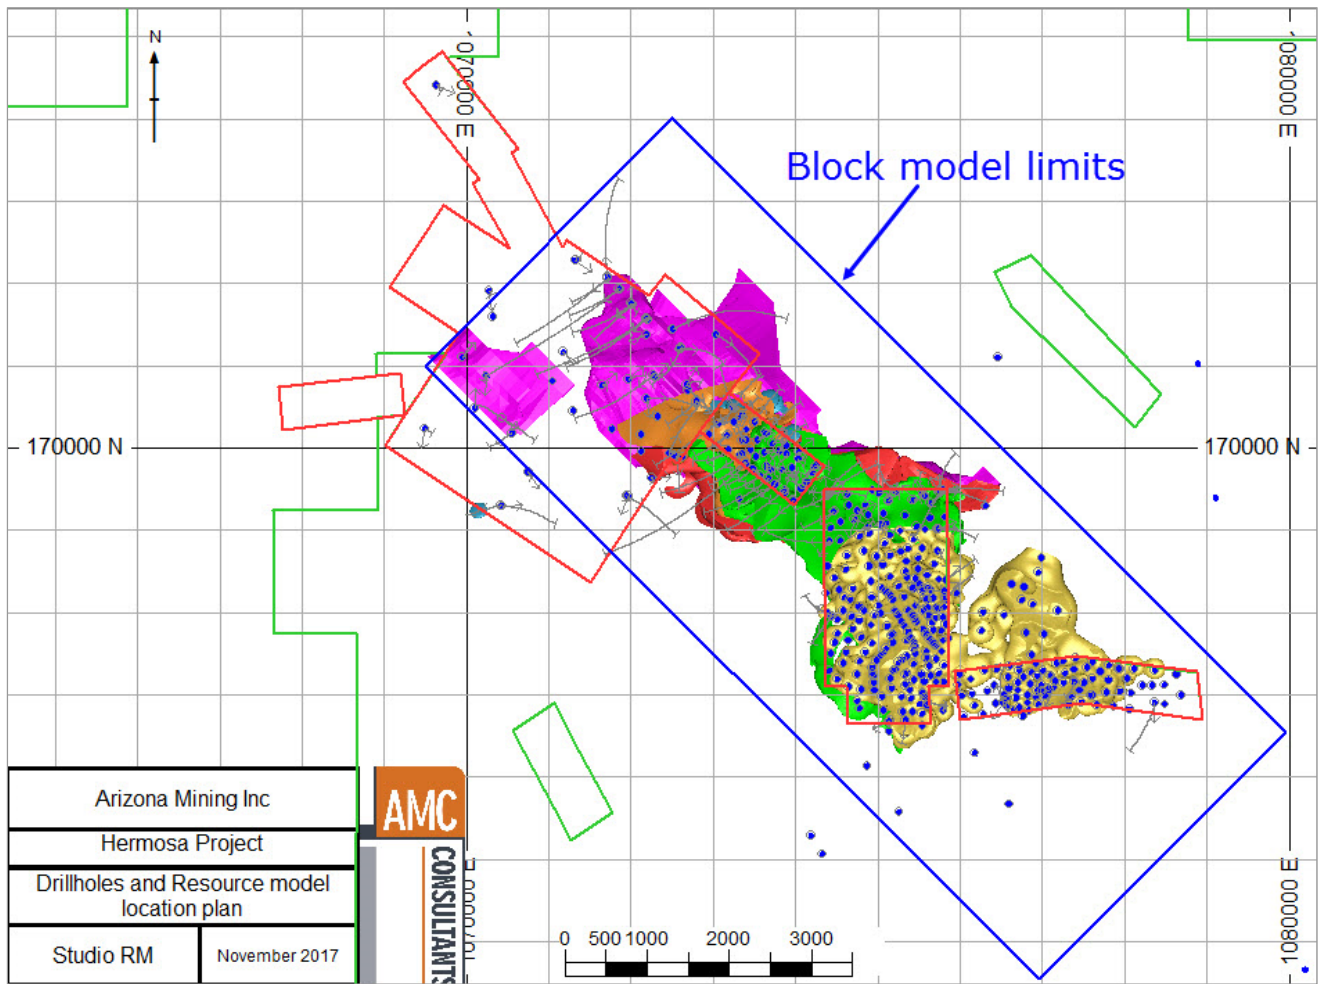 N
1070000 E
1080000 E
Block model limits
170000 N
170000 N
Arizona Mining Inc
Hermosa Project
Drillholes and Resource model
location plan
Studio RM
November 2017
AMC
CONSULTANTS
1070000 E
1080000 E
0 500 1000 2000 3000